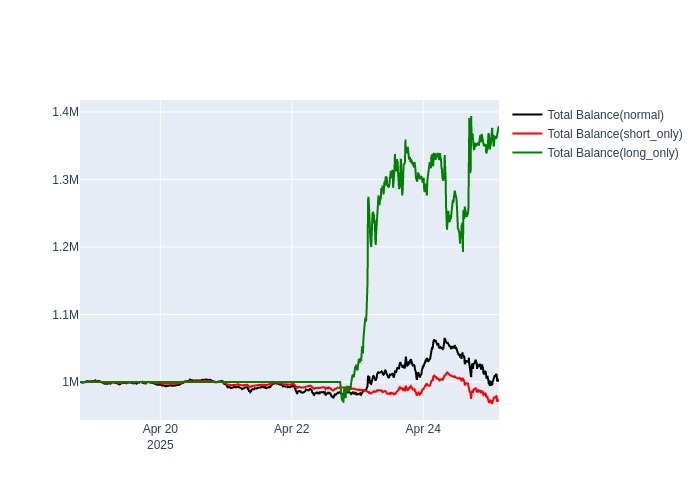 1.4M
1.3M
1.2M
1.1M
1M
Apr 20
2025
Apr 22
Apr 24
Total Balance(normal)
Total Balance(short_only)
Total Balance(long_only)